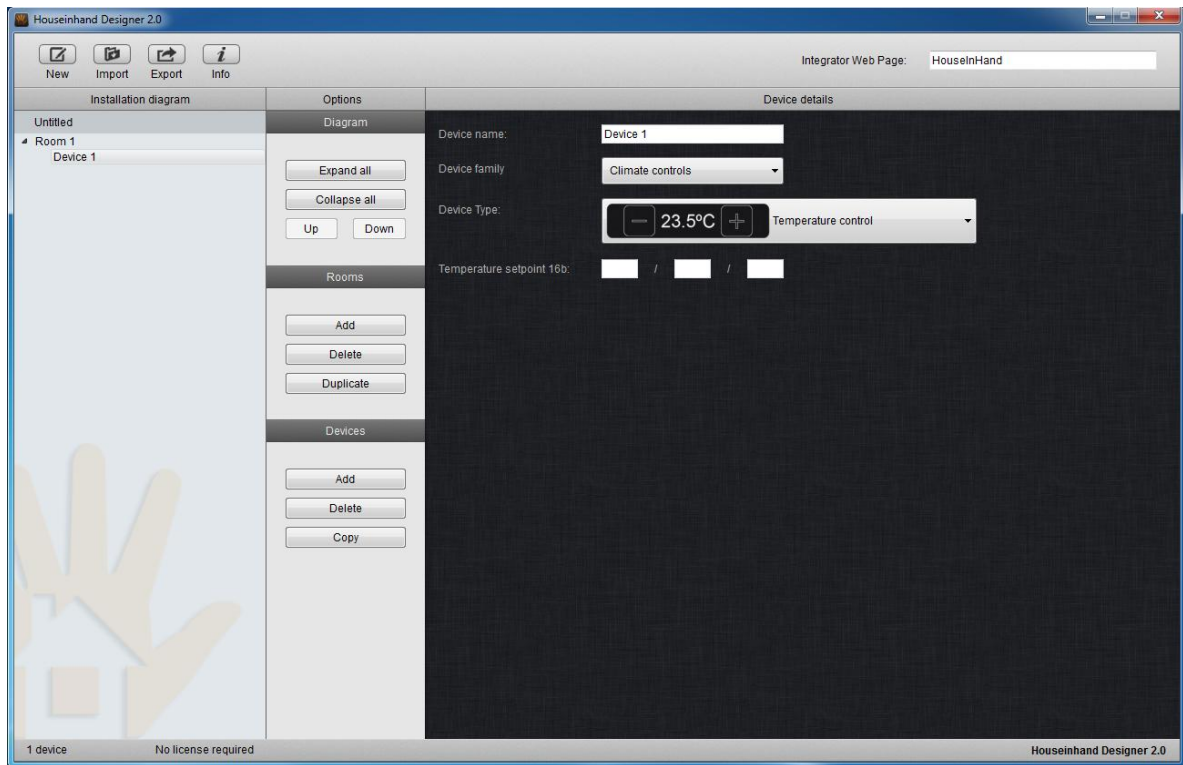 Houseinhand Designer 2.0
New Import Export Info
Integrator Web Page: HouseInHand
Installation diagram
Options
Device details
Untitled
Room 1
Device 1
Diagram
Expand all
Collapse all
Up Down
Rooms
Add
Delete
Duplicate
Devices
Add
Delete
Copy
Device name: Device 1
Device family Climate controls
Device Type: 23.5ºC Temperature control
Temperature setpoint 16b: / /
1 device No license required
Houseinhand Designer 2.0